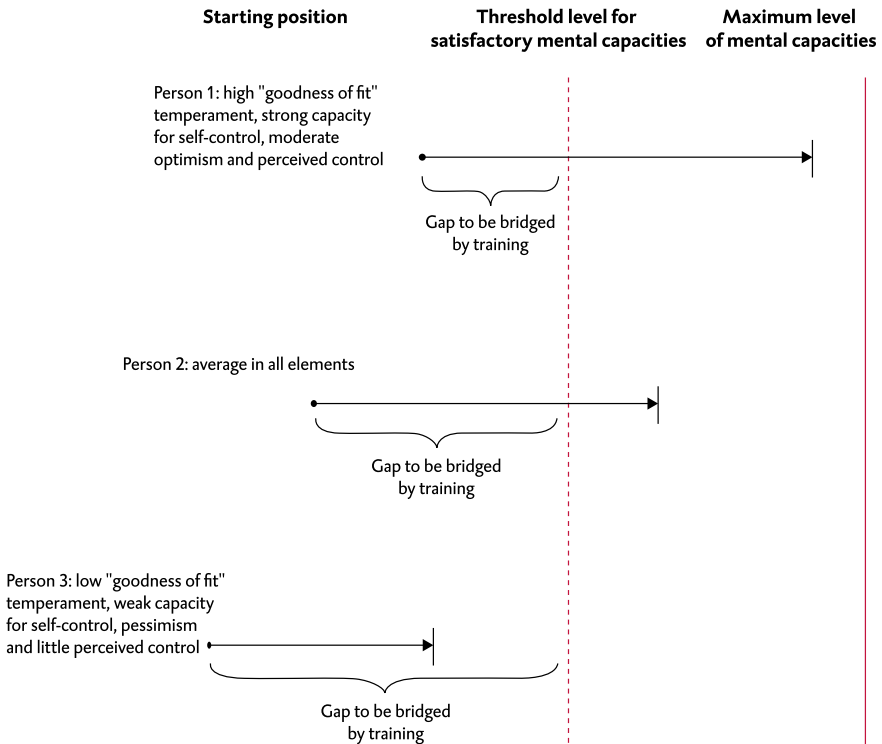 Starting position
Threshold level for
satisfactory mental capacities
Maximum level
of mental capacities
Person 1: high "goodness of fit"
temperament, strong capacity
for self-control, moderate
optimism and perceived control
Gap to be bridged
by training
Person 2: average in all elements
Gap to be bridged
by training
Person 3: low "goodness of fit"
temperament, weak capacity
for self-control, pessimism
and little perceived control
Gap to be bridged
by training